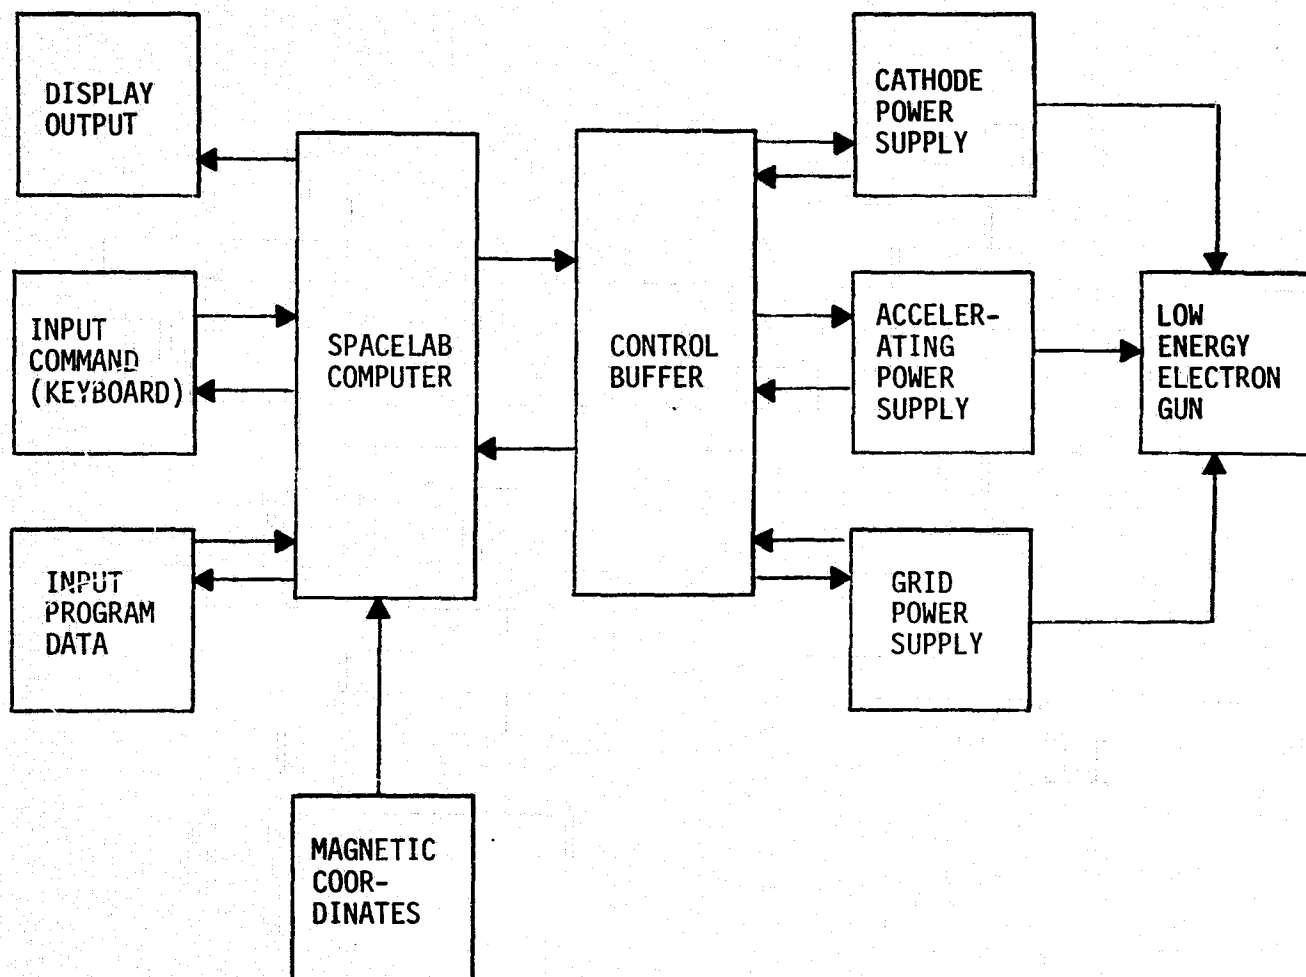 DISPLAY
OUTPUT
INPUT
COMMAND
(KEYBOARD)
INPUT
PROGRAM
DATA
SPACELAB
COMPUTER
MAGNETIC
COOR-
DINATES
CONTROL
BUFFER
CATHODE
POWER
SUPPLY
ACCELER-
ATING
POWER
SUPPLY
GRID
POWER
SUPPLY
LOW
ENERGY
ELECTRON
GUN